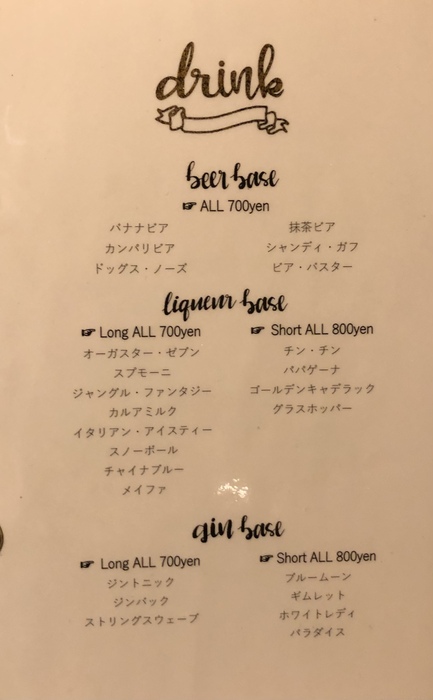 drink
beer base
☞ ALL 700yen
バナナビア 抹茶ビア
カンパリビア シャンディ・ガフ
ドッグス・ノーズ ビア・バスター
liqueur base
☞ Long ALL 700yen ☞ Short ALL 800yen
オーガスター・セブン チン・チン
スプモーニ パパゲーナ
ジャングル・ファンタジー ゴールデンキャデラック
カルアミルク グラスホッパー
イタリアン・アイスティー
スノーボール
チャイナブルー
メイファ
gin base
☞ Long ALL 700yen ☞ Short ALL 800yen
ジントニック ブルームーン
ジンバック ギムレット
ストリングスウェーブ ホワイトレディ
パラダイス